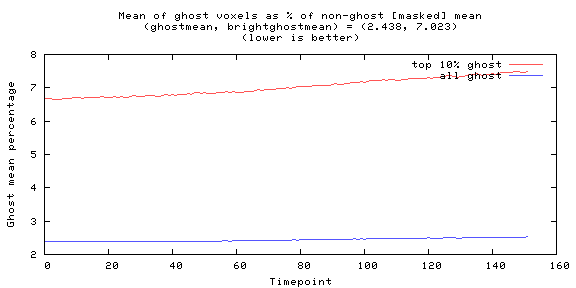 Mean of ghost voxels as % of non-ghost [masked] mean
(ghostmean, brightghostmean) = (2.438, 7.023)
(lower is better)
top 10% ghost
all ghost
Ghost mean percentage
8
7
6
5
4
3
2
0 20 40 60 80 100 120 140 160
Timepoint